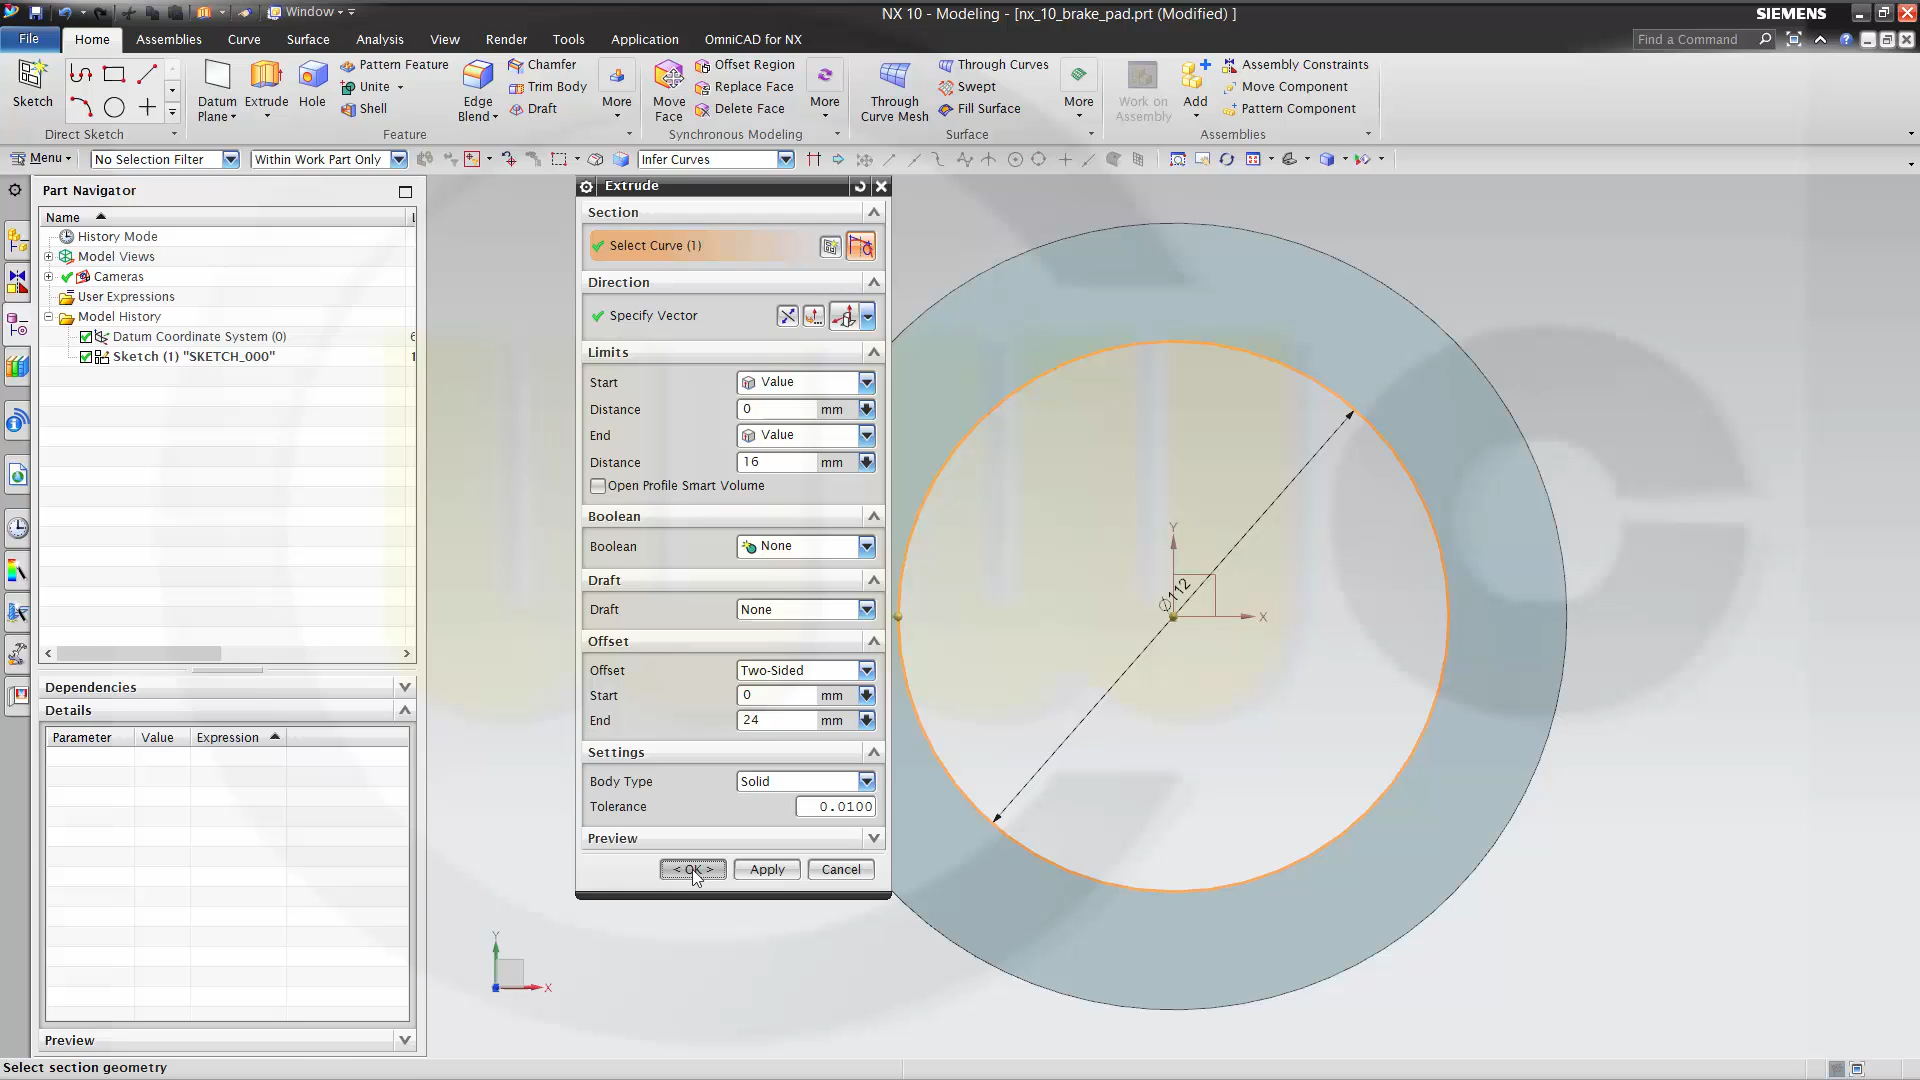 Window
NX 10 - Modeling - [nx_10_brake_pad.prt (Modified) ]
SIEMENS
File
Home
Assemblies
Curve
Surface
Analysis
View
Render
Tools
Application
OmniCAD for NX
Find a Command
Sketch
Direct Sketch
Datum Plane
Extrude
Hole
Pattern Feature
Unite
Shell
Edge Blend
Chamfer
Trim Body
Draft
More
Feature
Move Face
Offset Region
Replace Face
Delete Face
More
Synchronous Modeling
Through Curve Mesh
Through Curves
Swept
Fill Surface
More
Surface
Work on Assembly
Add
Assembly Constraints
Move Component
Pattern Component
Assemblies
Menu
No Selection Filter
Within Work Part Only
Infer Curves
Part Navigator
Name
History Mode
Model Views
Cameras
User Expressions
Model History
Datum Coordinate System (0)
6
Sketch (1) "SKETCH_000"
1
Dependencies
Details
Parameter
Value
Expression
Preview
Extrude
Section
Select Curve (1)
Direction
Specify Vector
Limits
Start
Value
Distance
0
mm
End
Value
Distance
16
mm
Open Profile Smart Volume
Boolean
Boolean
None
Draft
Draft
None
Offset
Offset
Two-Sided
Start
0
mm
End
24
mm
Settings
Body Type
Solid
Tolerance
0.0100
Preview
< OK >
Apply
Cancel
Y
X
Ø112
Y
X
Select section geometry